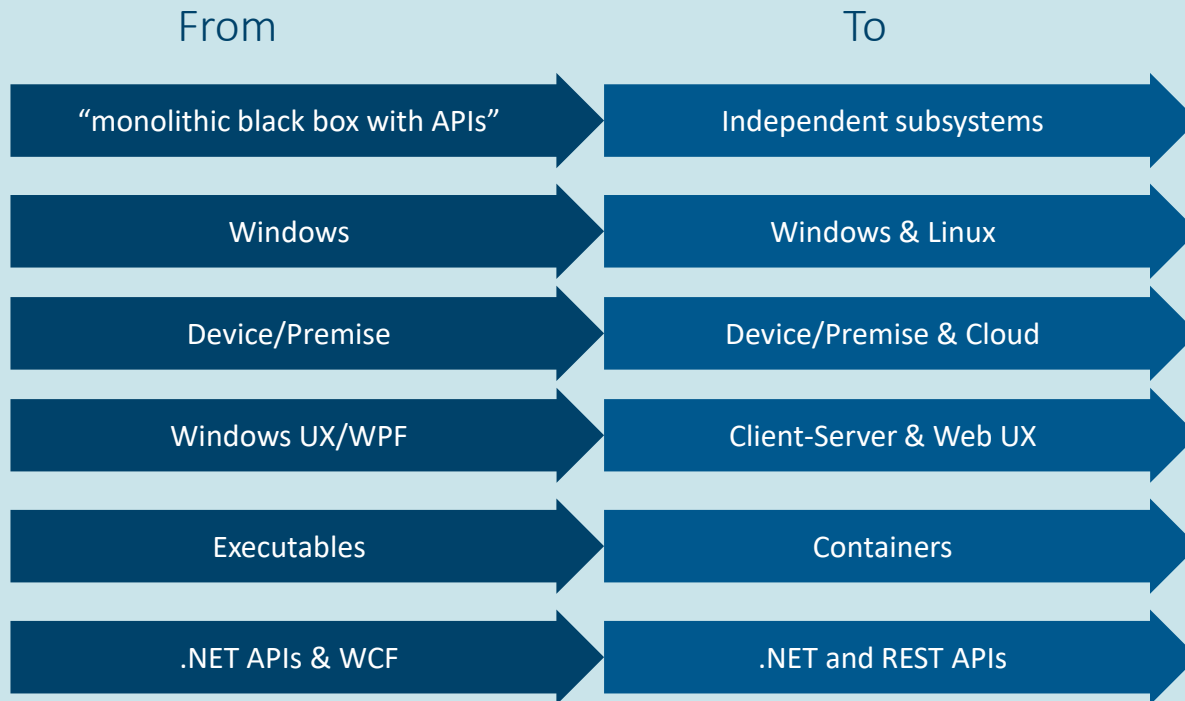 From
To
“monolithic black box with APIs”
Independent subsystems
Windows
Windows & Linux
Device/Premise
Device/Premise & Cloud
Windows UX/WPF
Client-Server & Web UX
Executables
Containers
.NET APIs & WCF
.NET and REST APIs